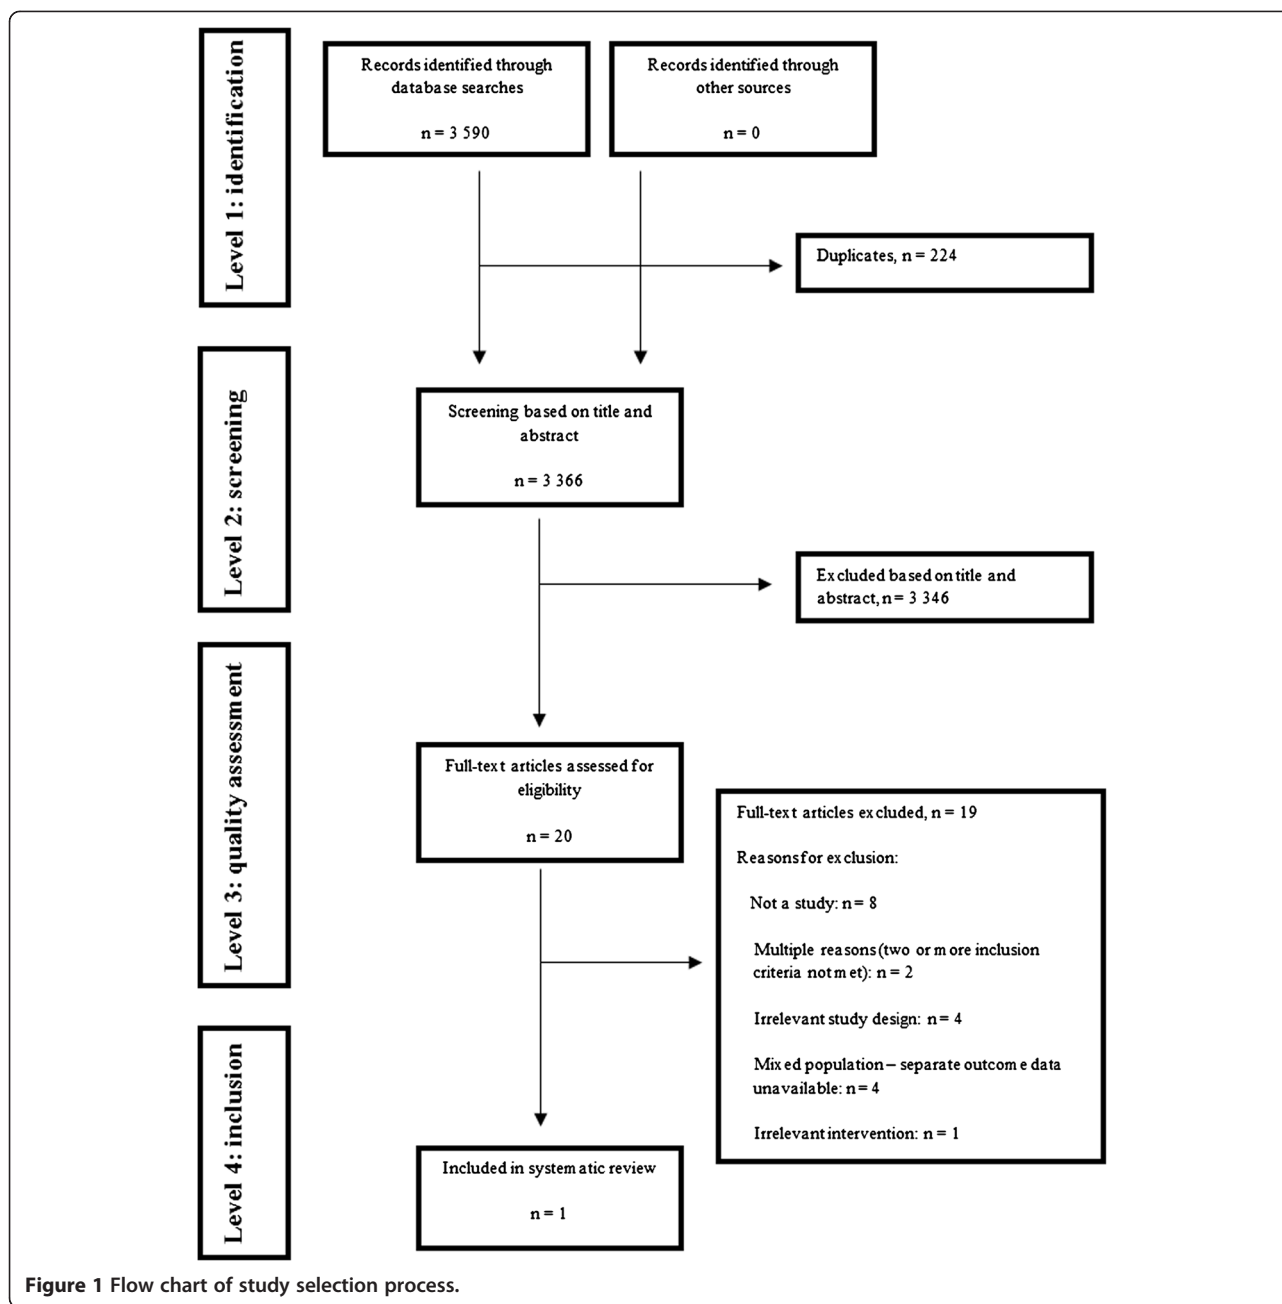 Level 1: identification
Records identified through
database searches
n = 3 590
Records identified through
other sources
n = 0
Duplicates, n = 224
Level 2: screening
Screening based on title and
abstract
n = 3 366
Excluded based on title and
abstract, n = 3 346
Level 3: quality assessment
Full-text articles assessed for
eligibility
n = 20
Full-text articles excluded, n = 19
Reasons for exclusion:
Not a study: n = 8
Multiple reasons (two or more inclusion
criteria not met): n = 2
Irrelevant study design: n = 4
Mixed population – separate outcome data
unavailable: n = 4
Irrelevant intervention: n = 1
Level 4: inclusion
Included in systematic review
n = 1
Figure 1 Flow chart of study selection process.